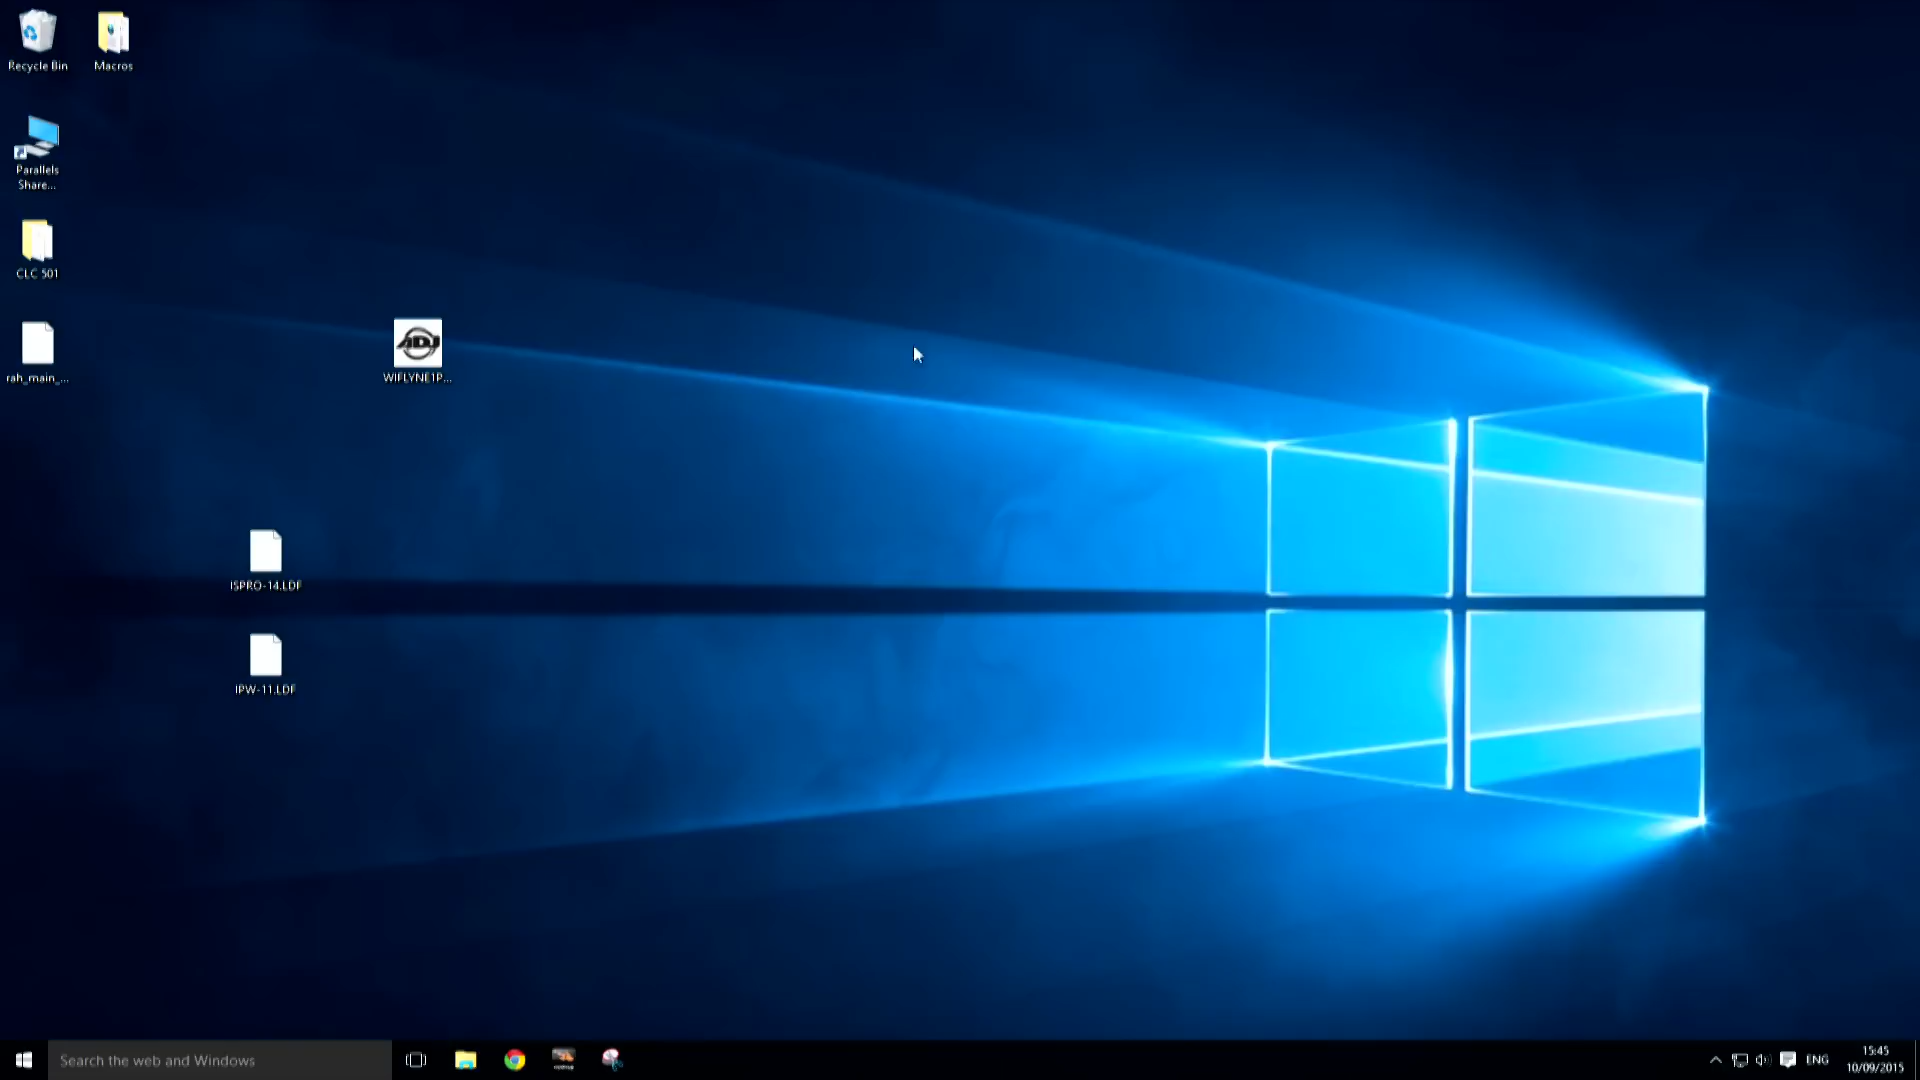 Recycle Bin
Macros
Parallels
Share...
CLC 501
rah_main_...
ADJ
WIFLYNE1P...
ISPRO-14.LDF
IPW-11.LDF
Search the web and Windows
ENG
15:45
10/09/2015